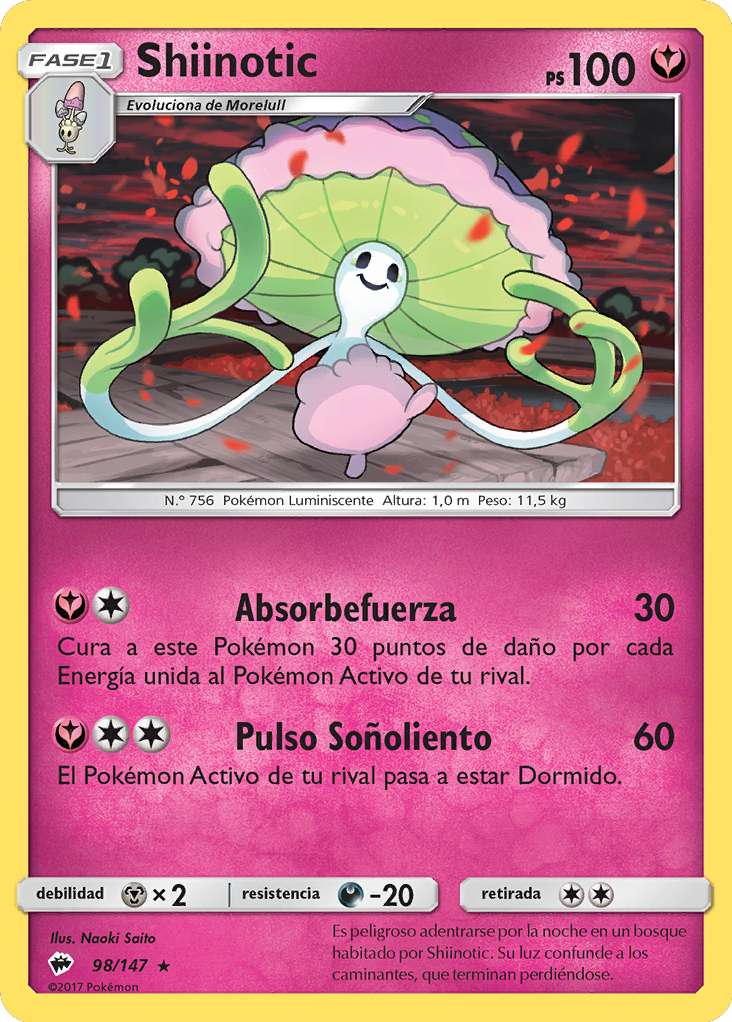 FASE1
Shiinotic
PS100
Evoluciona de Morelull
N.º 756 Pokémon Luminiscente Altura: 1,0 m Peso: 11,5 kg
Absorbefuerza 30
Cura a este Pokémon 30 puntos de daño por cada
Energía unida al Pokémon Activo de tu rival.
Pulso Soñoliento 60
El Pokémon Activo de tu rival pasa a estar Dormido.
debilidad ×2 resistencia -20 retirada
Ilus. Naoki Saito
98/147 ★
©2017 Pokémon
Es peligroso adentrarse por la noche en un bosque
habitado por Shiinotic. Su luz confunde a los
caminantes, que terminan perdiéndose.